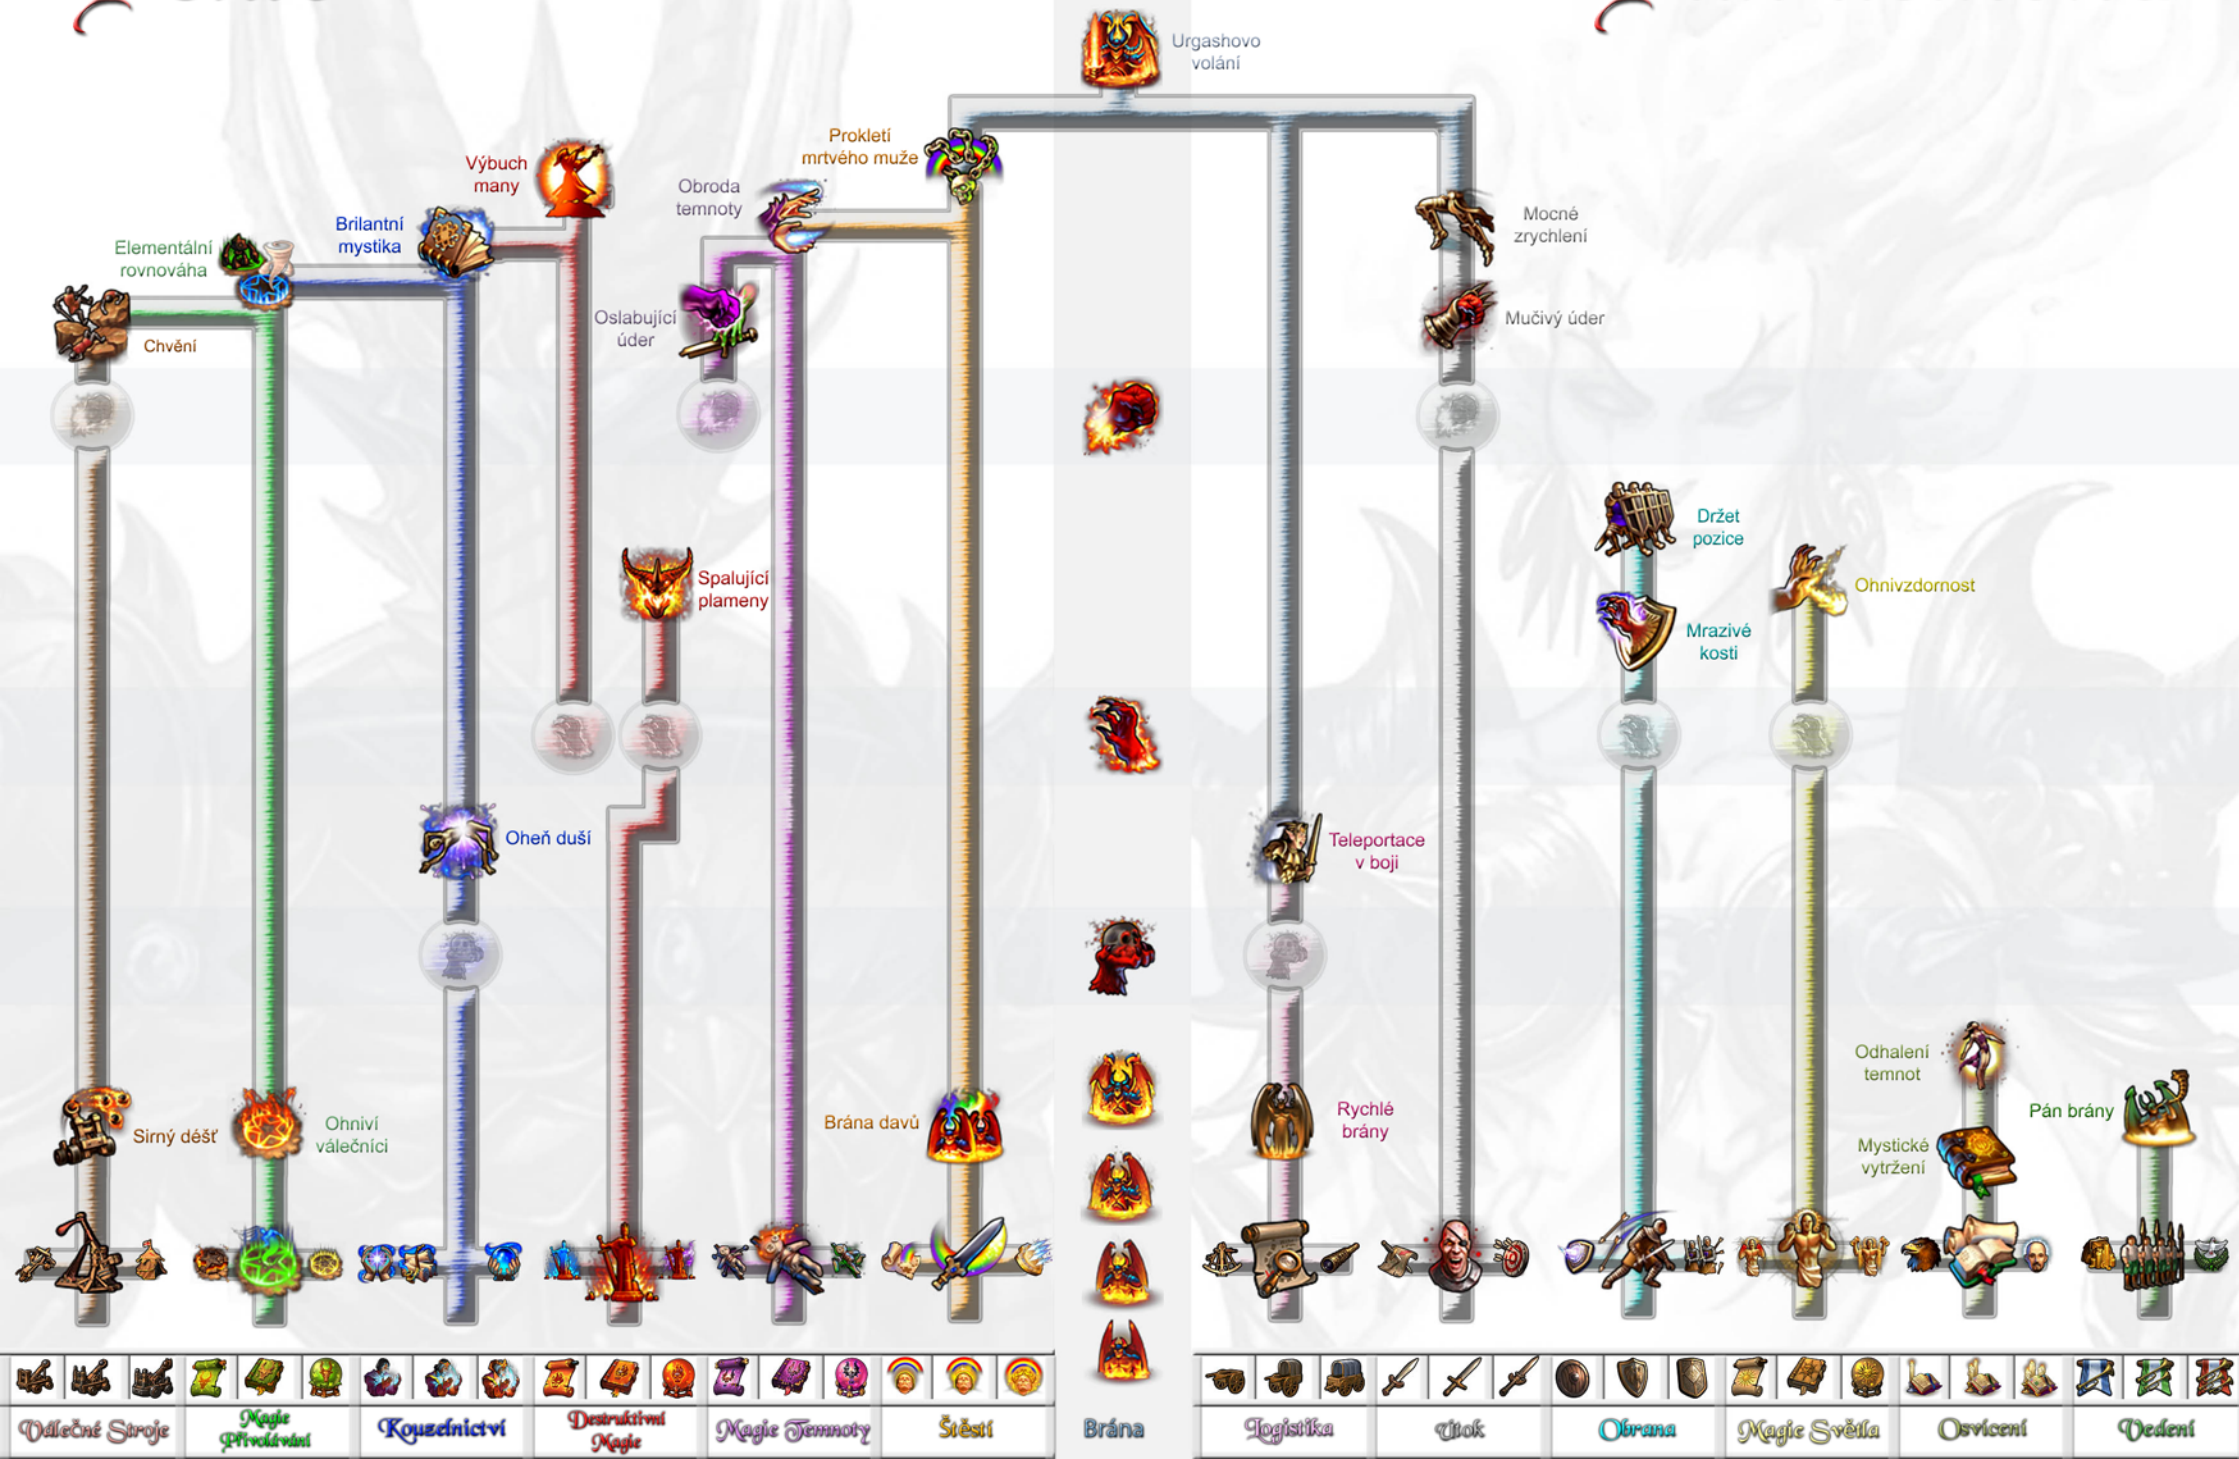 Urgashovo
volání
Prokletí
mrtvého muže
Výbuch
many
Obroda
temnoty
Brilantní
mystika
Mocné
zrychlení
Elementální
rovnováha
Oslabující
úder
Mučivý úder
Chvění
Držet
pozice
Spalující
plameny
Ohnivzdornost
Mrazivé
kosti
Oheň duší
Teleportace
v boji
Odhalení
temnot
Sirný déšť
Ohniví
válečníci
Brána davů
Rychlé
brány
Pán brány
Mystické
vytržení
Válečné Stroje
Magie
Přivolávání
Kouzelnictví
Destruktivní
Magie
Magie Temnoty
Štěstí
Brána
Logistika
Útok
Obrana
Magie Světla
Osvícení
Vedení